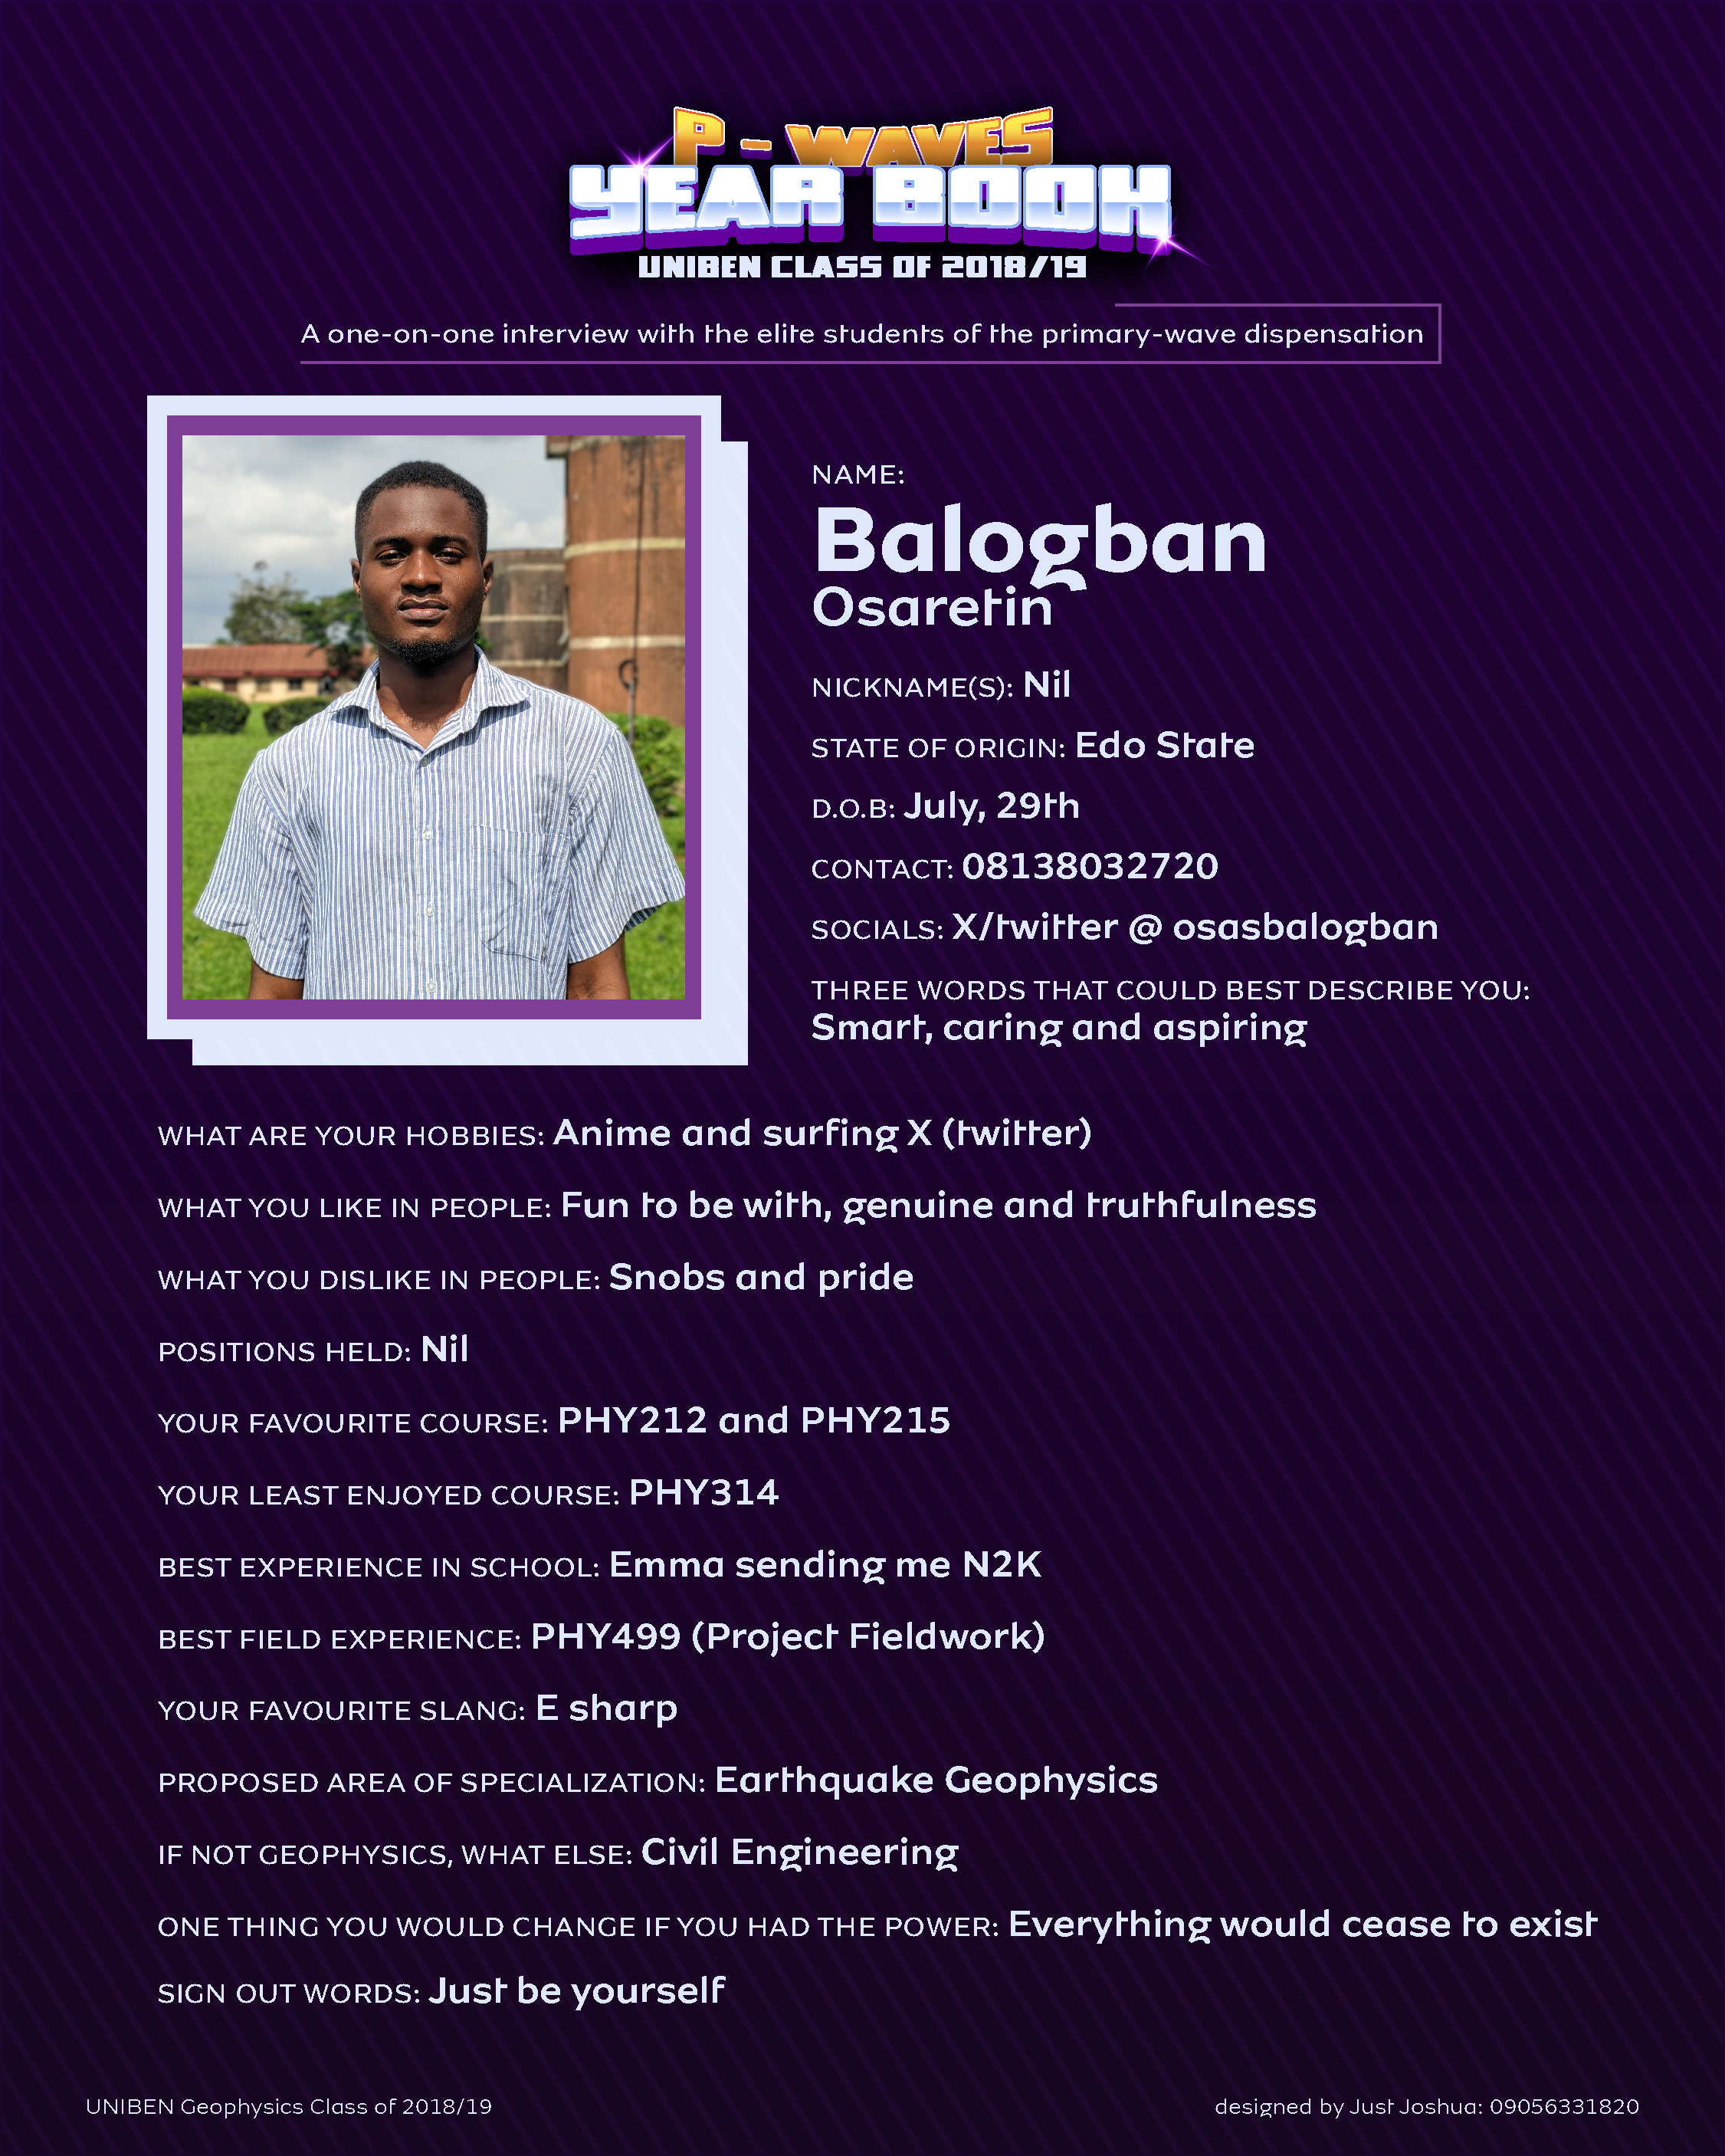 P - WAVES
YEAR BOOK
UNIBEN CLASS OF 2018/19
A one-on-one interview with the elite students of the primary-wave dispensation
NAME:
Balogban
Osaretin
NICKNAME(S): Nil
STATE OF ORIGIN: Edo State
D.O.B: July, 29th
CONTACT: 08138032720
SOCIALS: X/twitter @ osasbalogban
THREE WORDS THAT COULD BEST DESCRIBE YOU:
Smart, caring and aspiring
WHAT ARE YOUR HOBBIES: Anime and surfing X (twitter)
WHAT YOU LIKE IN PEOPLE: Fun to be with, genuine and truthfulness
WHAT YOU DISLIKE IN PEOPLE: Snobs and pride
POSITIONS HELD: Nil
YOUR FAVOURITE COURSE: PHY212 and PHY215
YOUR LEAST ENJOYED COURSE: PHY314
BEST EXPERIENCE IN SCHOOL: Emma sending me N2K
BEST FIELD EXPERIENCE: PHY499 (Project Fieldwork)
YOUR FAVOURITE SLANG: E sharp
PROPOSED AREA OF SPECIALIZATION: Earthquake Geophysics
IF NOT GEOPHYSICS, WHAT ELSE: Civil Engineering
ONE THING YOU WOULD CHANGE IF YOU HAD THE POWER: Everything would cease to exist
SIGN OUT WORDS: Just be yourself
UNIBEN Geophysics Class of 2018/19
designed by Just Joshua: 09056331820